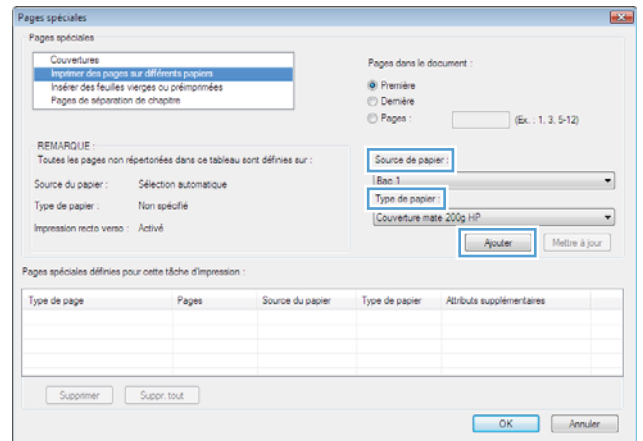 Pages spéciales
Pages spéciales
Couvertures
Imprimer des pages sur différents papiers
Insérer des feuilles vierges ou préimprimées
Pages de séparation de chapitre
Pages dans le document :
Première
Dernière
Pages :
(Ex. : 1. 3. 5-12)
REMARQUE :
Toutes les pages non répertoriées dans ce tableau sont définies sur :
Source du papier : Sélection automatique
Type de papier : Non spécifié
Impression recto verso : Activé
Source de papier :
Bac 1
Type de papier :
Couverture mate 200g HP
Ajouter Mettre à jour
Pages spéciales définies pour cette tâche d'impression :
Type de page Pages Source du papier Type de papier Attributs supplémentaires
Supprimer Suppr. tout
OK Annuler